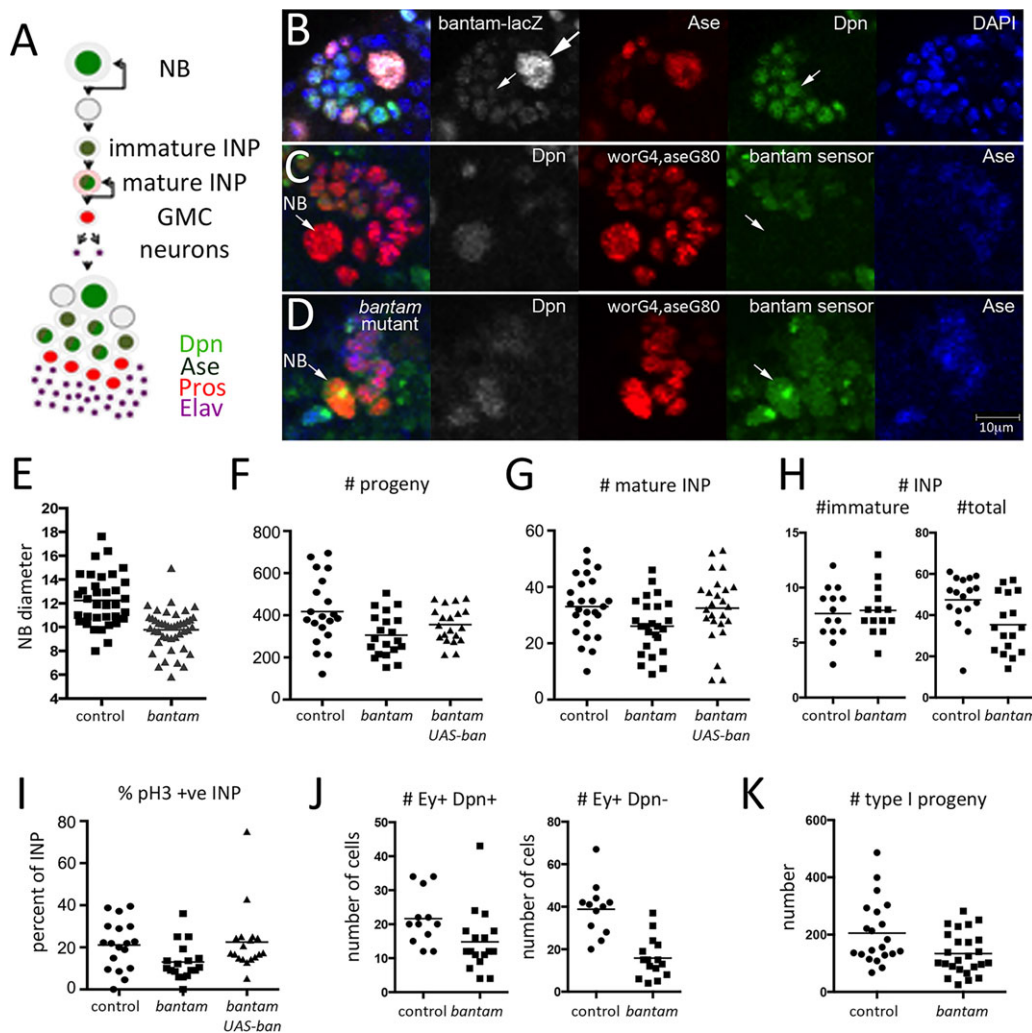 A
NB
immature INP
mature INP
GMC
neurons
Dpn
Ase
Pros
Elav
B
bantam-lacZ
Ase
Dpn
DAPI
C
NB
Dpn
worG4,aseG80
bantam sensor
Ase
D
bantam
mutant
NB
Dpn
worG4,aseG80
bantam sensor
Ase
10µm
E
NB diameter
18
16
14
12
10
8
6
4
control
bantam
F
# progeny
800
600
400
200
0
control
bantam
bantam
UAS-ban
G
# mature INP
60
40
20
0
control
bantam
bantam
UAS-ban
H
# INP
#immature
#total
15
10
5
0
control bantam
80
60
40
20
0
control bantam
I
% pH3 +ve INP
percent of INP
80
60
40
20
0
control
bantam
bantam
UAS-ban
J
# Ey+ Dpn+
number of cells
50
40
30
20
10
0
control bantam
# Ey+ Dpn-
number of cels
80
60
40
20
0
control bantam
K
# type I progeny
number
600
400
200
0
control
bantam